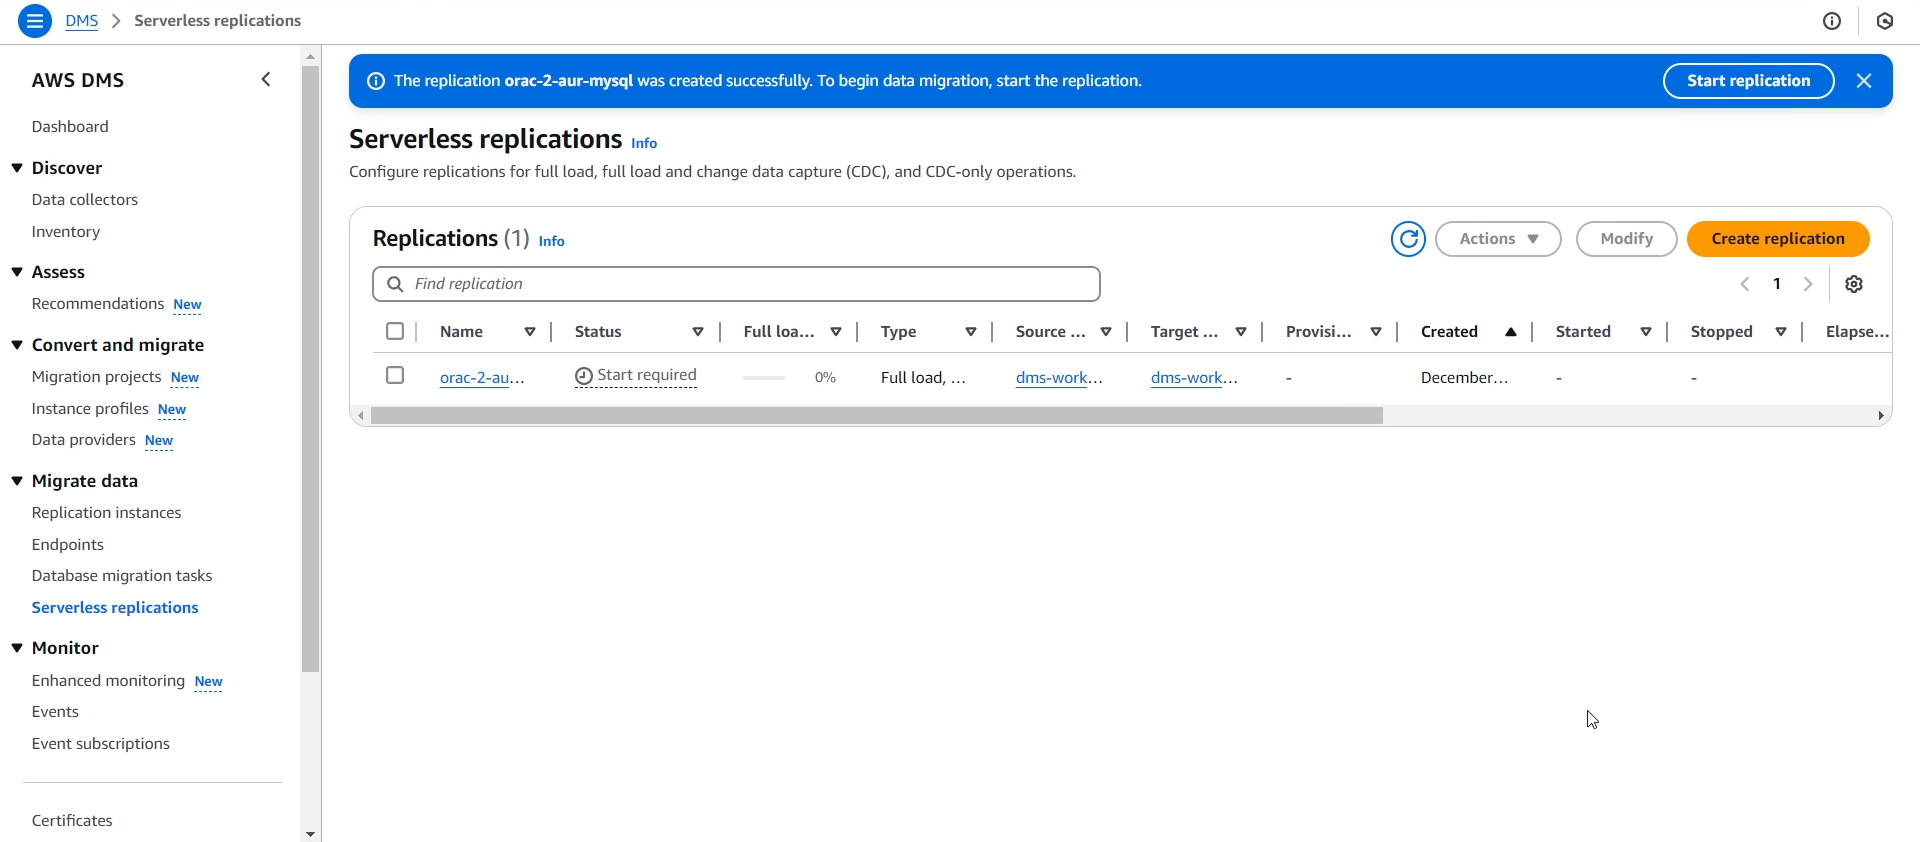 DMS > Serverless replications
AWS DMS
Dashboard
Discover
Data collectors
Inventory
Assess
Recommendations New
Convert and migrate
Migration projects New
Instance profiles New
Data providers New
Migrate data
Replication instances
Endpoints
Database migration tasks
Serverless replications
Monitor
Enhanced monitoring New
Events
Event subscriptions
Certificates
The replication orac-2-aur-mysql was created successfully. To begin data migration, start the replication.
Start replication
Serverless replications Info
Configure replications for full load, full load and change data capture (CDC), and CDC-only operations.
Replications (1) Info
Actions
Modify
Create replication
Find replication
1
Name Status Full loa... Type Source ... Target ... Provisi... Created Started Stopped Elapse...
orac-2-au... Start required 0% Full load, ... dms-work... dms-work... - December... - -